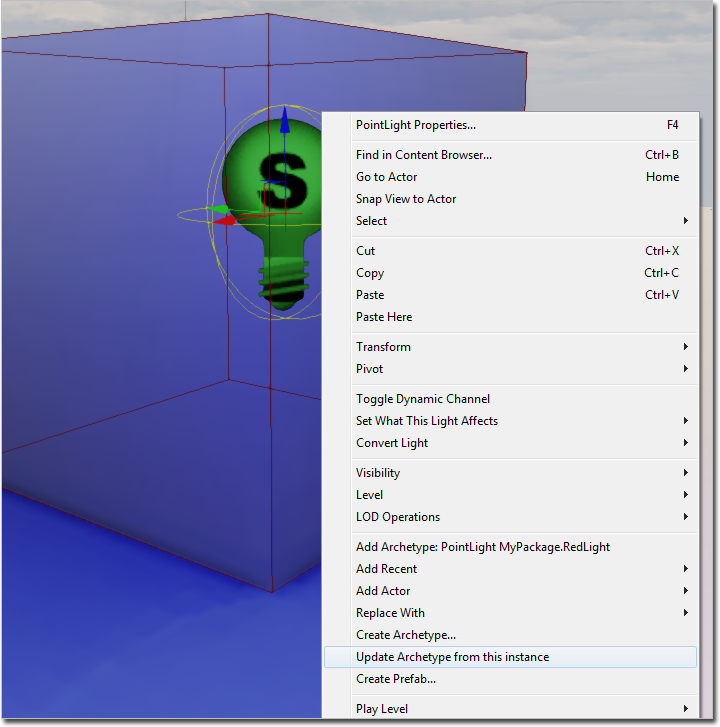 S
PointLight Properties... F4
Find in Content Browser... Ctrl+B
Go to Actor Home
Snap View to Actor
Select
Cut Ctrl+X
Copy Ctrl+C
Paste Ctrl+V
Paste Here
Transform
Pivot
Toggle Dynamic Channel
Set What This Light Affects
Convert Light
Visibility
Level
LOD Operations
Add Archetype: PointLight MyPackage.RedLight
Add Recent
Add Actor
Replace With
Create Archetype...
Update Archetype from this instance
Create Prefab...
Play Level